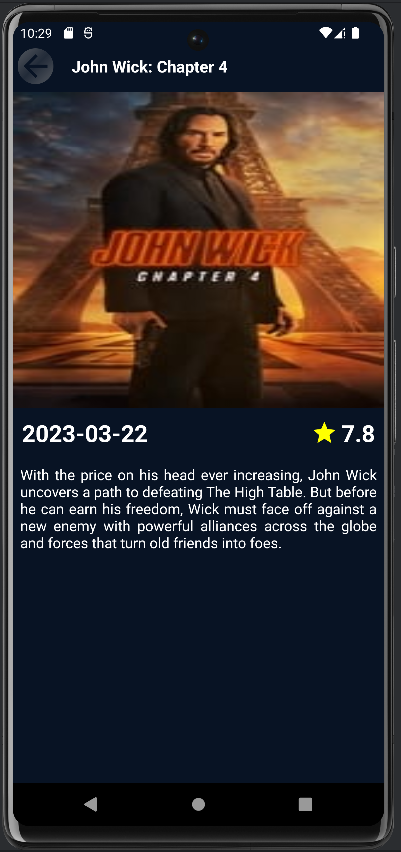 10:29
John Wick: Chapter 4
JOHN WICK
CHAPTER 4
2023-03-22
7.8
With the price on his head ever increasing, John Wick
uncovers a path to defeating The High Table. But before
he can earn his freedom, Wick must face off against a
new enemy with powerful alliances across the globe
and forces that turn old friends into foes.